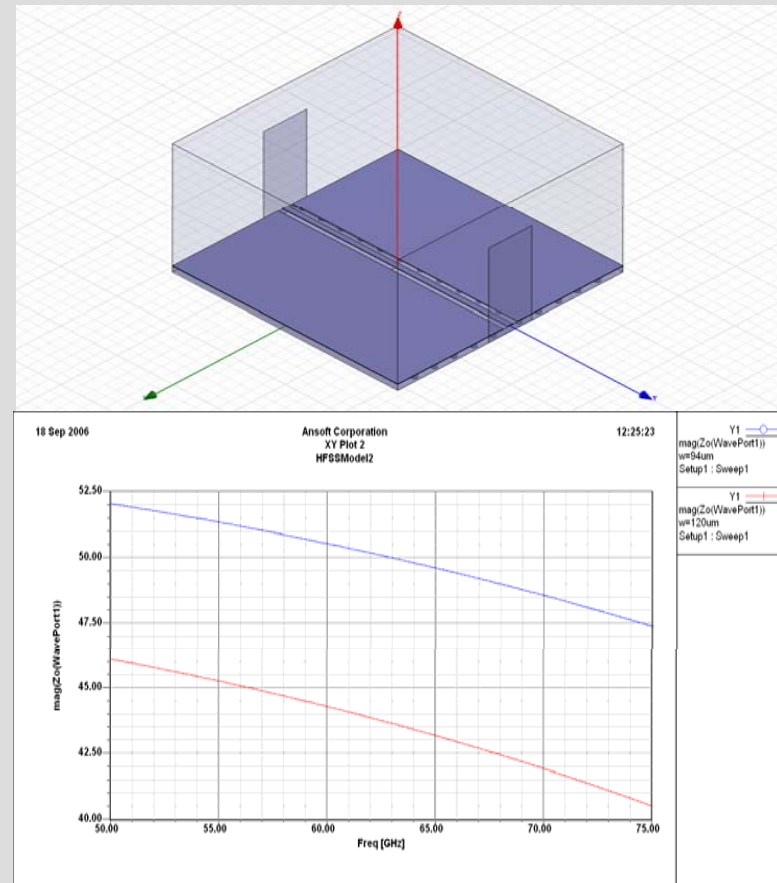 18 Sep 2006
Ansoft Corporation
XY Plot 2
HFSSModel2
12:25:23
Y1
mag(Zo(WavePort1))
w=94um
Setup1 : Sweep1
Y1
mag(Zo(WavePort1))
w=120um
Setup1 : Sweep1
mag(Zo(WavePort1))
52.50
50.00
47.50
45.00
42.50
40.00
50.00 55.00 60.00 65.00 70.00 75.00
Freq [GHz]